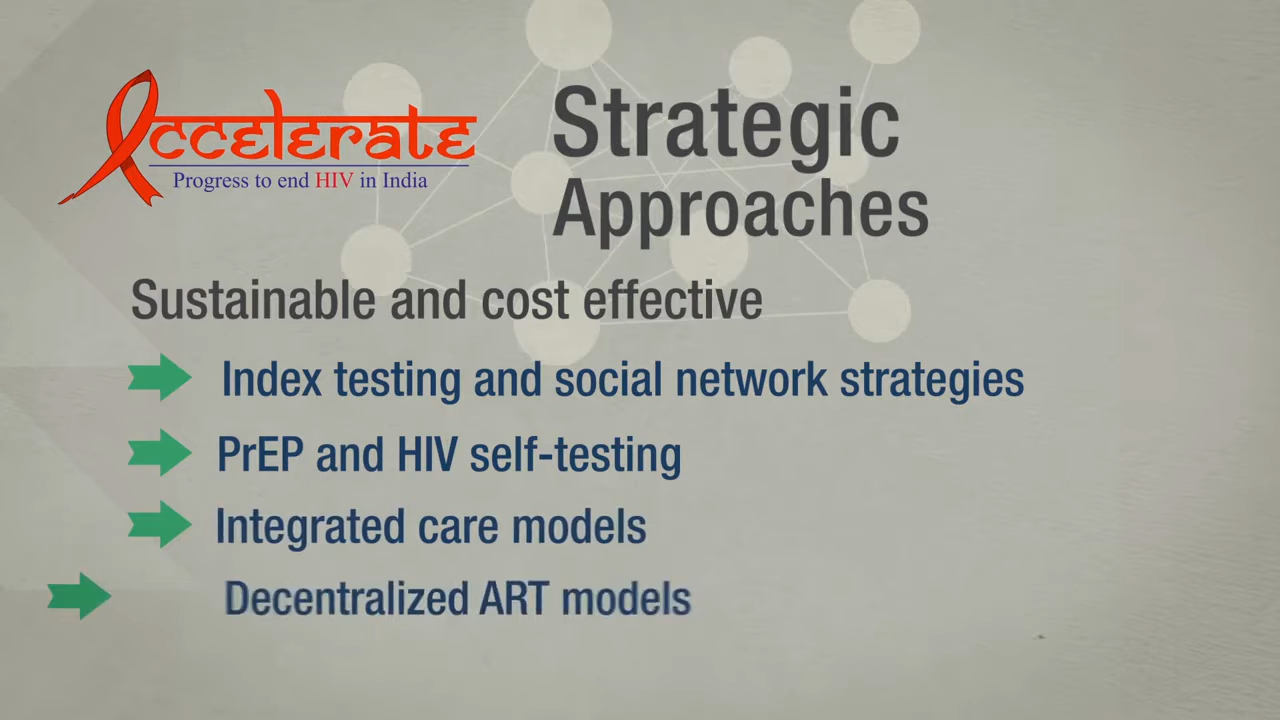 Accelerate
Progress to end HIV in India
Strategic
Approaches
Sustainable and cost effective
Index testing and social network strategies
PrEP and HIV self-testing
Integrated care models
Decentralized ART models